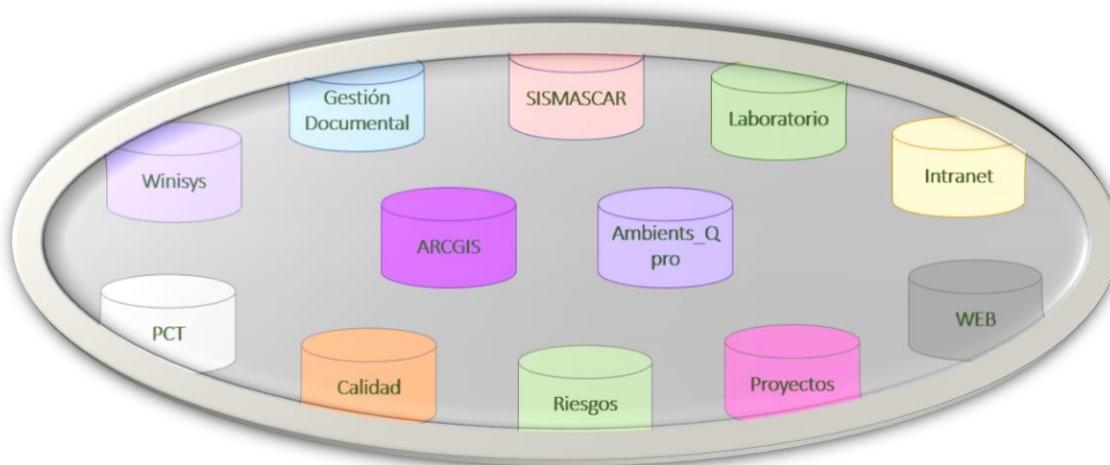 Gestión
Documental
SISMASCAR
Laboratorio
Winisys
Intranet
ARCGIS
Ambients_Q
pro
PCT
WEB
Calidad
Riesgos
Proyectos